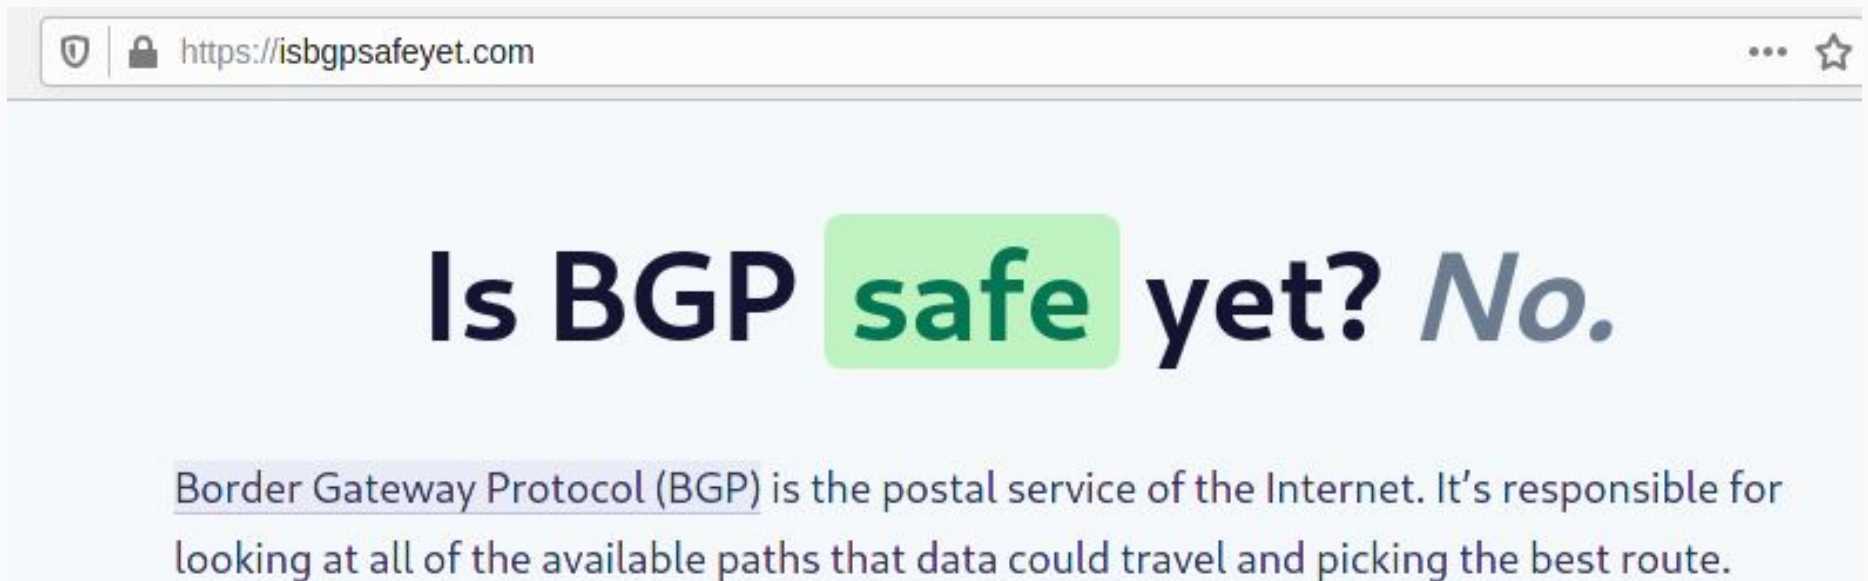 https://isbgpsafeyet.com
Is BGP safe yet? No.
Border Gateway Protocol (BGP) is the postal service of the Internet. It’s responsible for
looking at all of the available paths that data could travel and picking the best route.